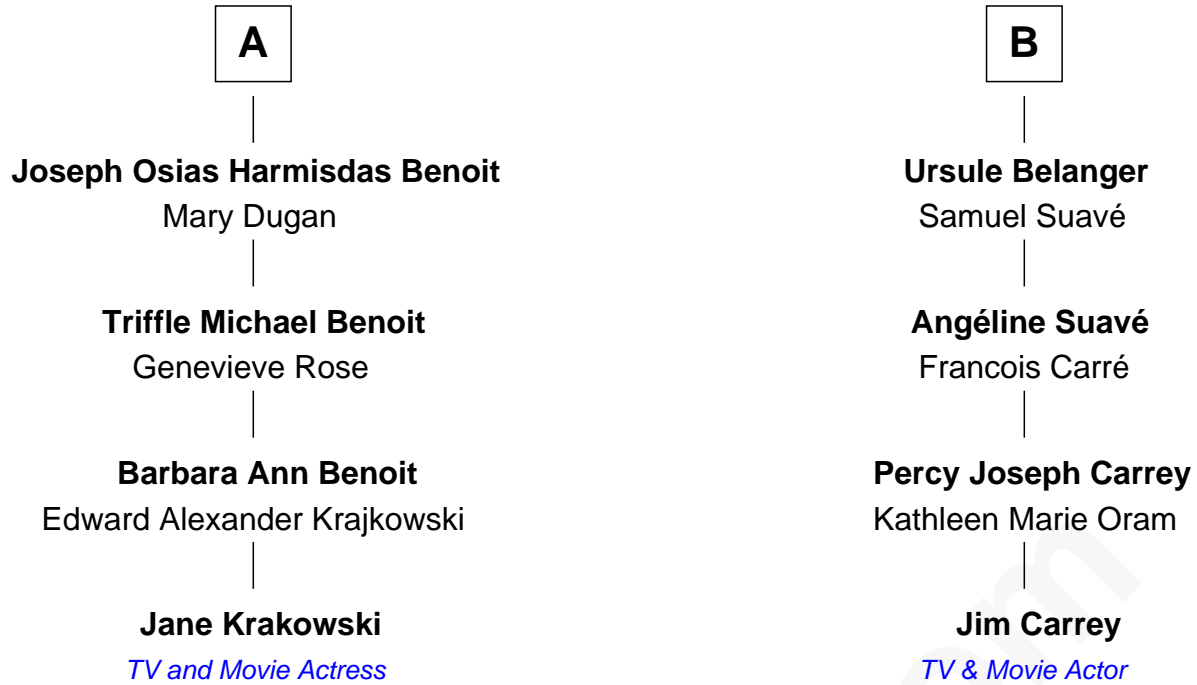 A
B
Joseph Osias Harmisdas Benoit
Mary Dugan
Ursule Belanger
Samuel Suavé
Triffle Michael Benoit
Genevieve Rose
Angéline Suavé
Francois Carré
Barbara Ann Benoit
Edward Alexander Krajkowski
Percy Joseph Carrey
Kathleen Marie Oram
Jane Krakowski
TV and Movie Actress
Jim Carrey
TV & Movie Actor
om